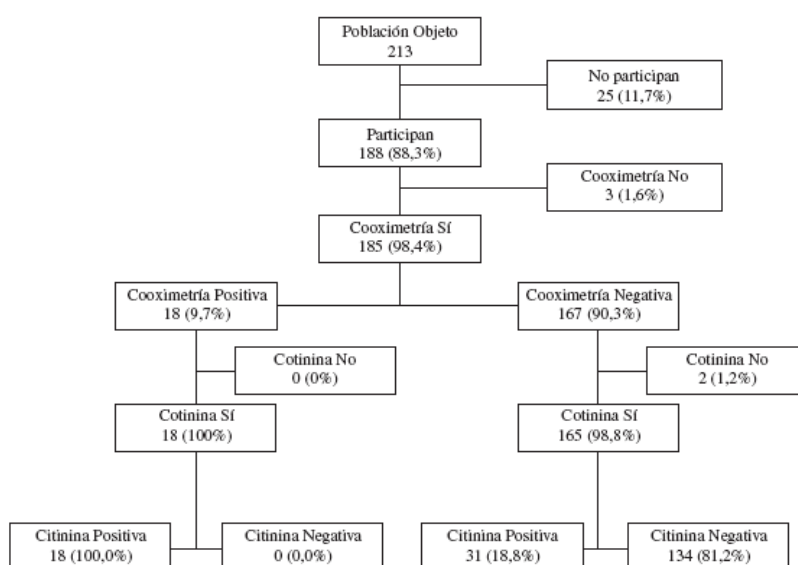 Población Objeto
213
No participan
25 (11,7%)
Participan
188 (88,3%)
Cooximetría No
3 (1,6%)
Cooximetría Sí
185 (98,4%)
Cooximetría Positiva
18 (9,7%)
Cooximetría Negativa
167 (90,3%)
Cotinina No
0 (0%)
Cotinina No
2 (1,2%)
Cotinina Sí
18 (100%)
Cotinina Sí
165 (98,8%)
Citinina Positiva
18 (100,0%)
Citinina Negativa
0 (0,0%)
Citinina Positiva
31 (18,8%)
Citinina Negativa
134 (81,2%)